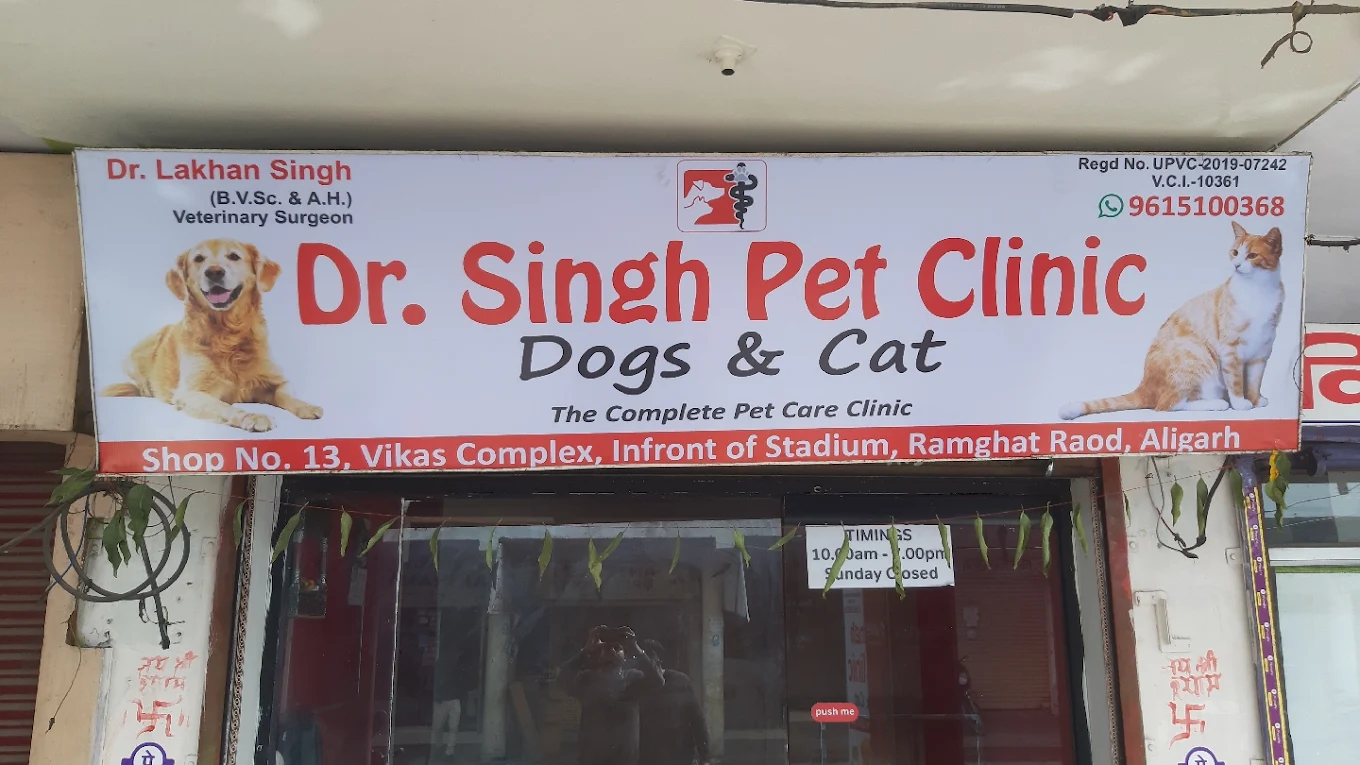 Dr. Lakhan Singh
(B.V.Sc. & A.H.)
Veterinary Surgeon
Regd No. UPVC-2019-07242
V.C.I.-10361
9615100368
Dr. Singh Pet Clinic
Dogs & Cat
The Complete Pet Care Clinic
Shop No. 13, Vikas Complex, Infront of Stadium, Ramghat Raod, Aligarh
TIMINGS
Sunday Closed
push me
जय श्री
जय श्री
पे
पे